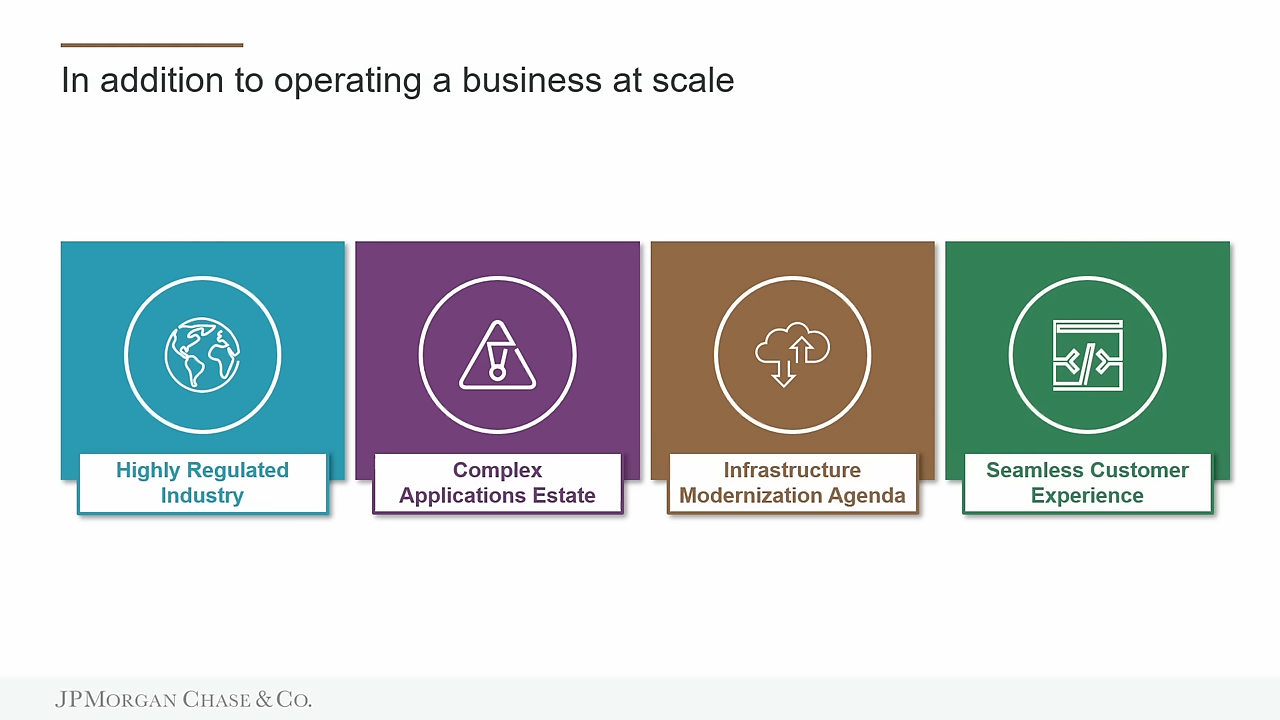 In addition to operating a business at scale
Highly Regulated
Industry
Complex
Applications Estate
Infrastructure
Modernization Agenda
Seamless Customer
Experience
JPMORGAN CHASE & CO.